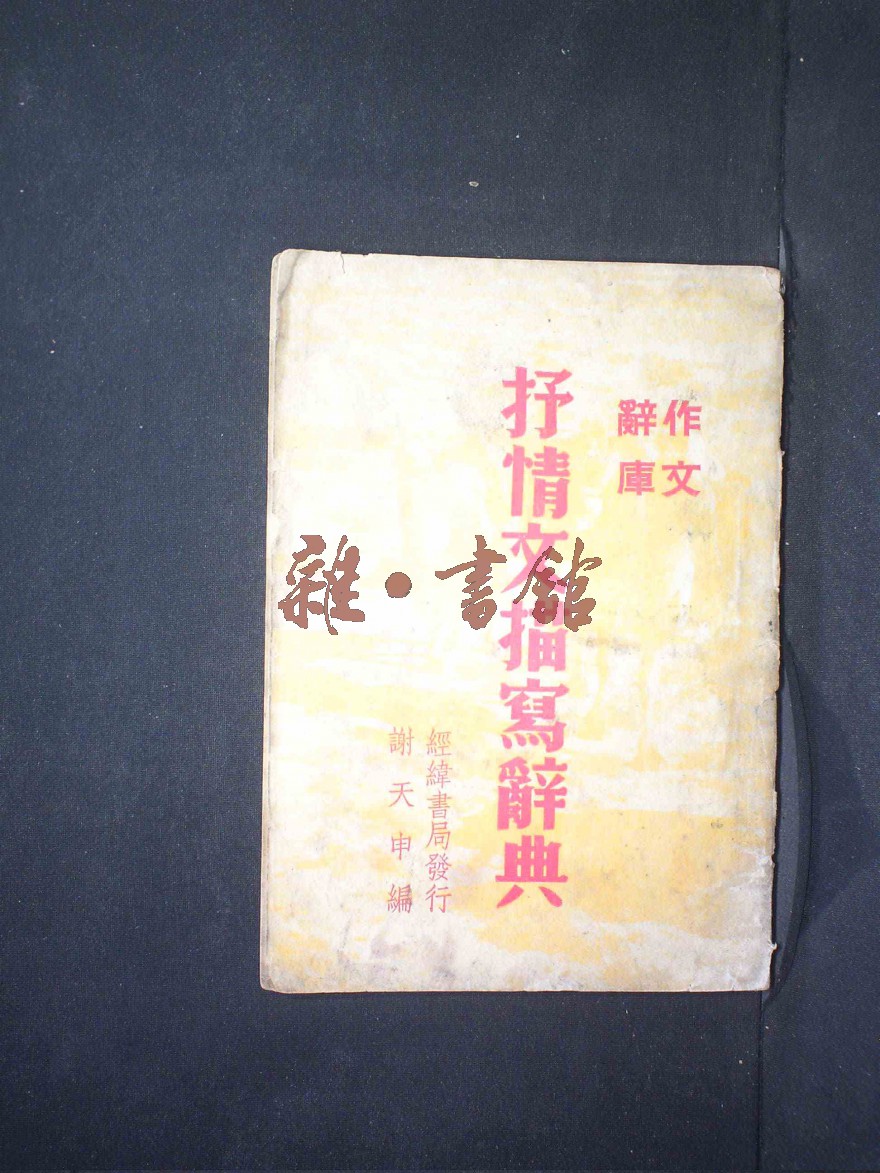 作文
辭庫
抒情文描寫辭典
經緯書局發行
謝天申編
雜·書館